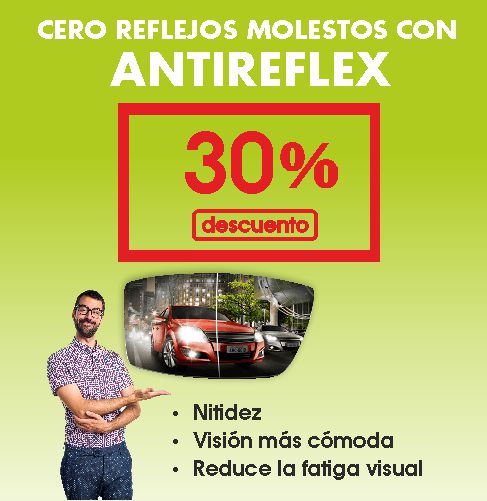 CERO REFLEJOS MOLESTOS CON
ANTIREFLEX
30%
descuento
• Nitidez
• Visión más cómoda
• Reduce la fatiga visual